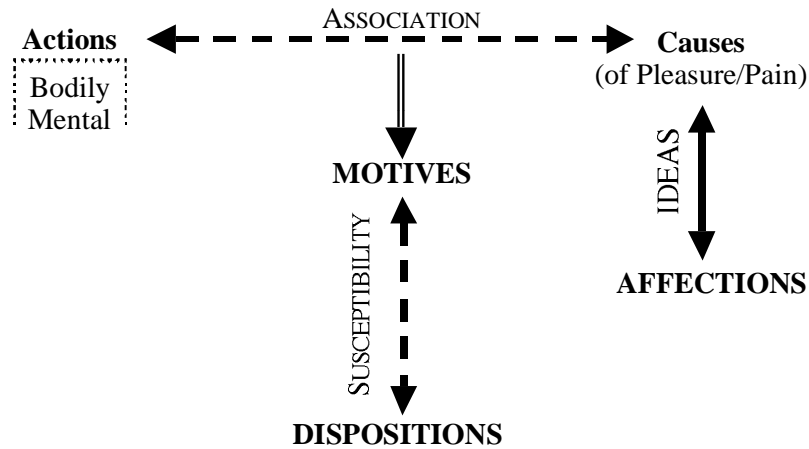 ASSOCIATION
Actions
Bodily
Mental
Causes
(of Pleasure/Pain)
MOTIVES
IDEAS
SUSCEPTIBILITY
AFFECTIONS
DISPOSITIONS